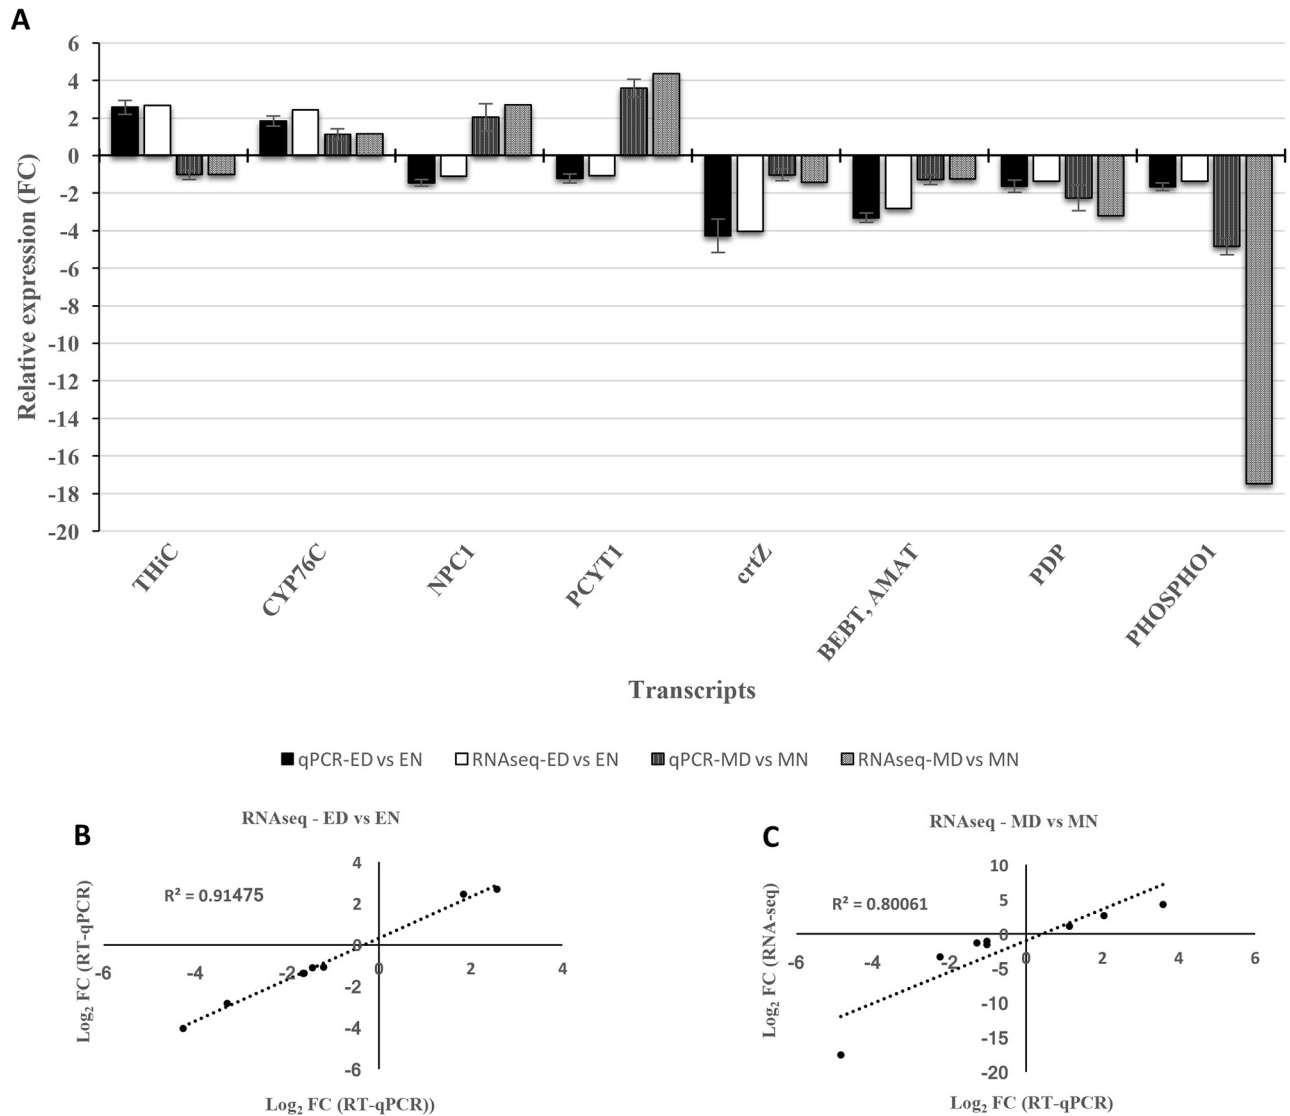 A
6
4
2
0
-2
-4
-6
-8
-10
-12
-14
-16
-18
-20
Relative expression (FC)
THiC
CYP76C
NPC1
PCYT1
crtZ
BEBT, AMAT
PDP
PHOSPHO1
Transcripts
qPCR-ED vs EN
RNAseq-ED vs EN
qPCR-MD vs MN
RNAseq-MD vs MN
B
RNAseq - ED vs EN
R² = 0.91475
Log₂ FC (RT-qPCR)
4
2
0
-2
-4
-6
-6
-4
-2
0
2
4
Log₂ FC (RT-qPCR))
C
RNAseq - MD vs MN
R² = 0.80061
Log₂ FC (RNA-seq)
10
5
0
-5
-10
-15
-20
-6
-4
-2
0
2
4
6
Log₂ FC (RT-qPCR)